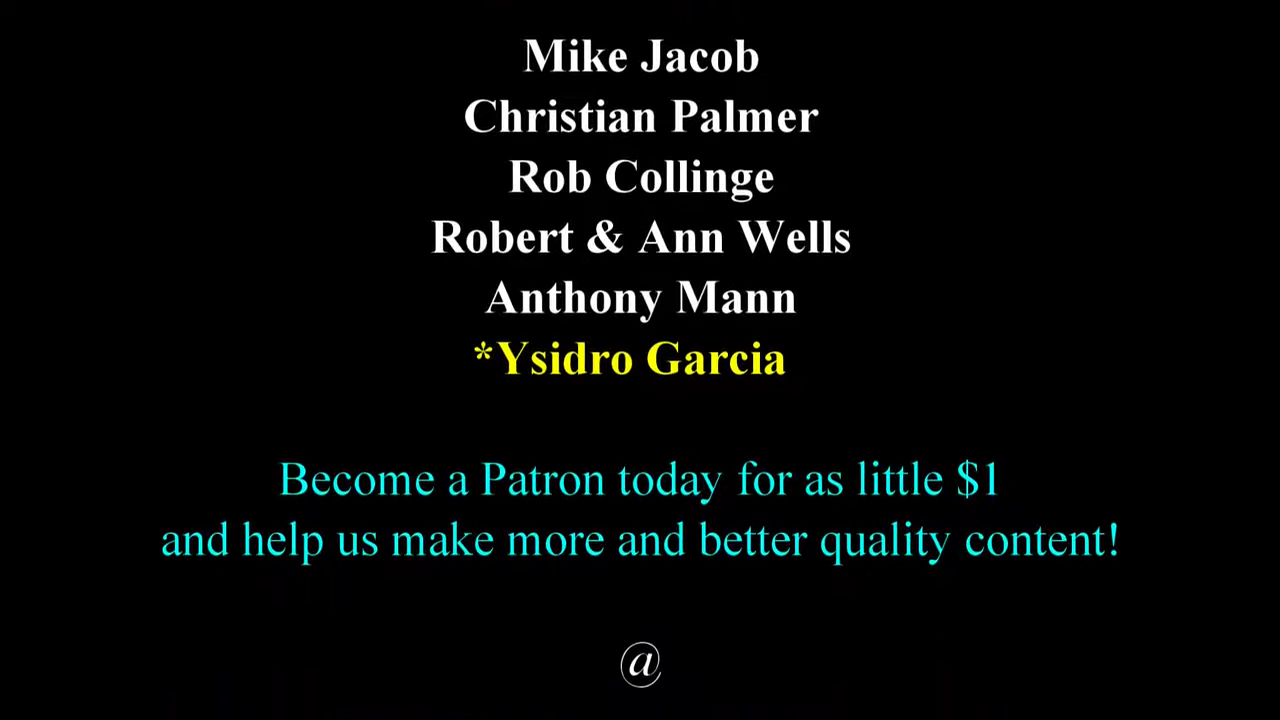 Mike Jacob
Christian Palmer
Rob Collinge
Robert & Ann Wells
Anthony Mann
*Ysidro Garcia
Become a Patron today for as little $1
and help us make more and better quality content!
@